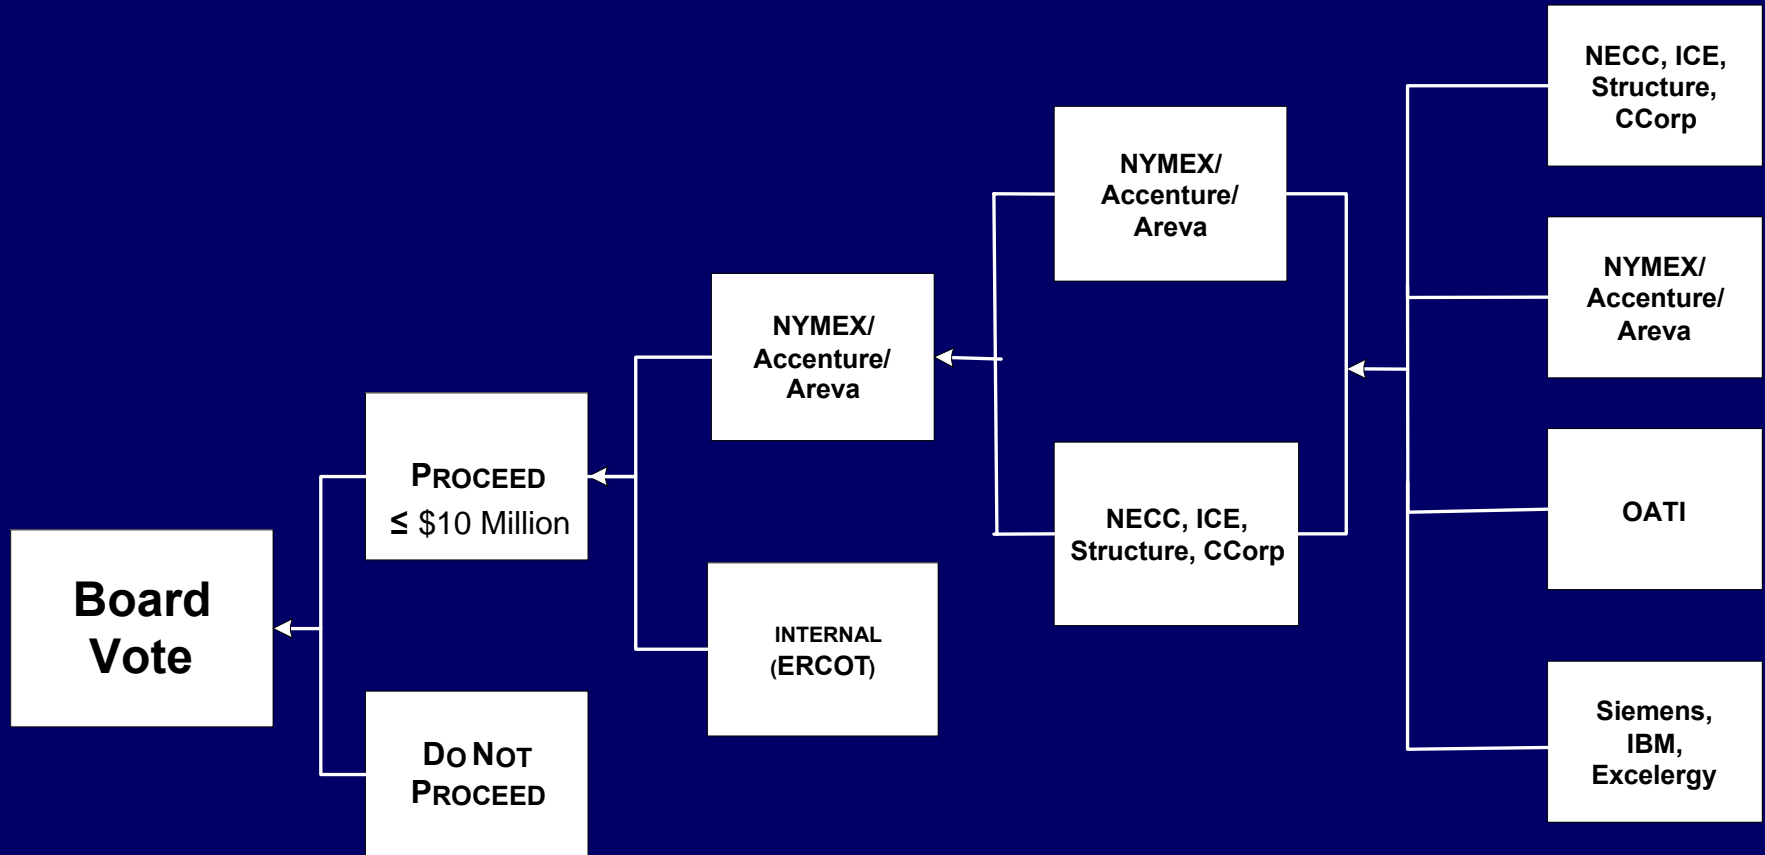 Board
Vote
PROCEED
≤ $10 Million
DO NOT
PROCEED
NYMEX/
Accenture/
Areva
INTERNAL
(ERCOT)
NYMEX/
Accenture/
Areva
NECC, ICE,
Structure, CCorp
NECC, ICE,
Structure,
CCorp
NYMEX/
Accenture/
Areva
OATI
Siemens,
IBM,
Excelergy